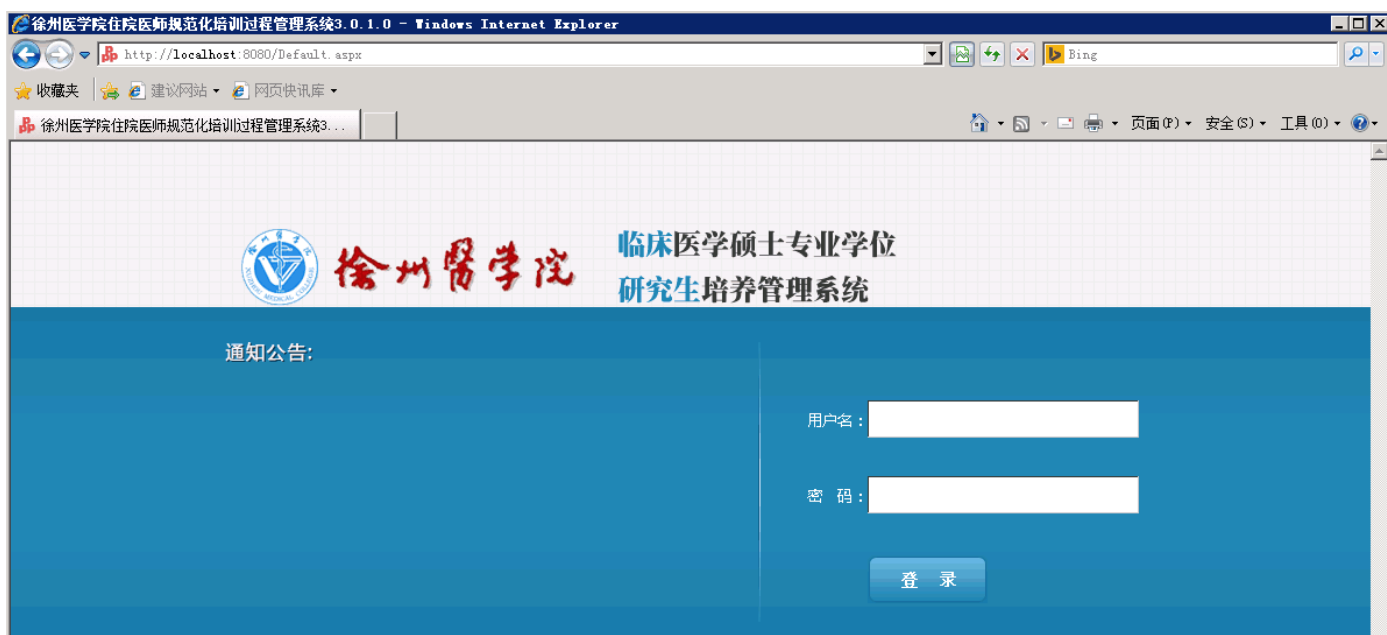 徐州医学院住院医师规范化培训过程管理系统3.0.1.0 - Windows Internet Explorer
http://localhost:8080/Default.aspx
Bing
收藏夹 建议网站 网页快讯库
徐州医学院住院医师规范化培训过程管理系统3...
页面(P) 安全(S) 工具(O)
徐州醫学院
XUZHOU MEDICAL COLLEGE
临床医学硕士专业学位
研究生培养管理系统
通知公告:
用户名:
密 码:
登 录